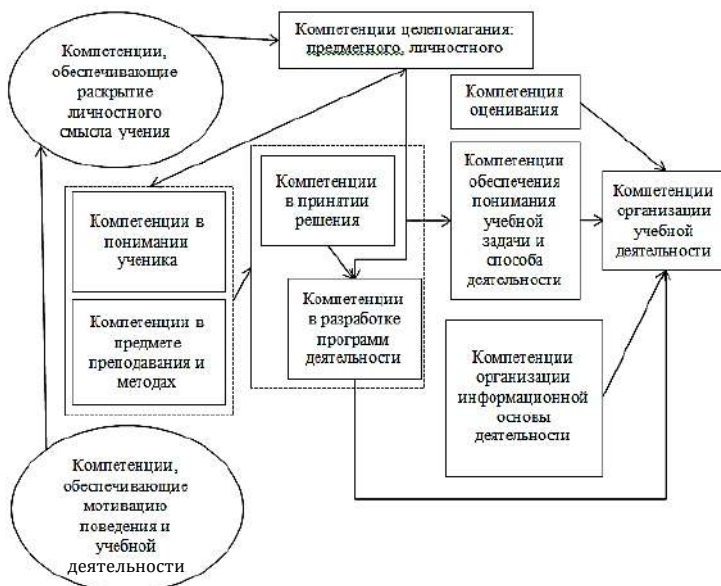 Компетенции целеполагания:
предметного, личностного
Компетенции,
обеспечивающие
раскрытие
личностного
смысла учения
Компетенция
оценивания
Компетенции
в принятии
решения
Компетенции
обеспечения
понимания
учебной
задачи и
способа
деятельности
Компетенции
организации
учебной
деятельности
Компетенции в
понимании
ученика
Компетенции в
предмете
преподавания и
методах
Компетенции
в разработке
программ
деятельности
Компетенции
организации
информационной
основы
деятельности
Компетенции,
обеспечивающие
мотивацию
поведения и
учебной
деятельности